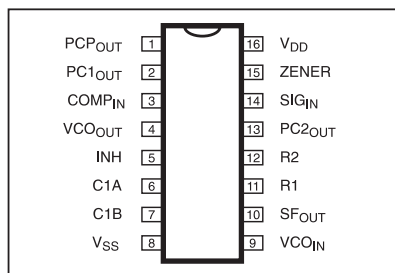 PCPOUT 1 16 VDD
PC1OUT 2 15 ZENER
COMPIN 3 14 SIGIN
VCOOUT 4 13 PC2OUT
INH 5 12 R2
C1A 6 11 R1
C1B 7 10 SFOUT
VSS 8 9 VCOIN